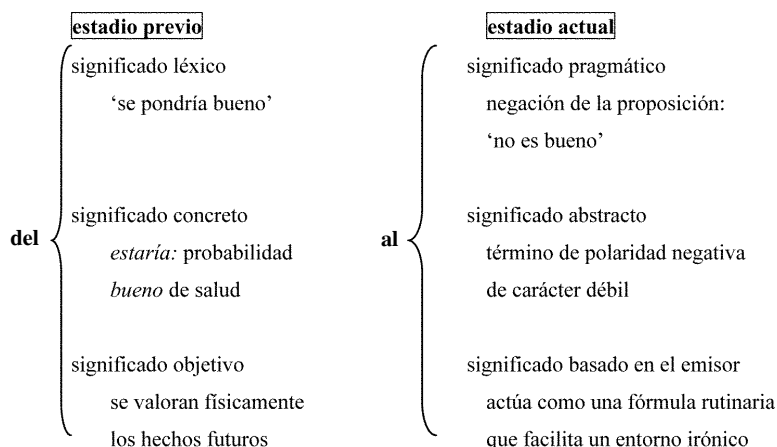 estadio previo
significado léxico
‘se pondría bueno’
significado concreto
estaría: probabilidad
bueno de salud
significado objetivo
se valoran físicamente
los hechos futuros
del
estadio actual
significado pragmático
negación de la proposición:
‘no es bueno’
significado abstracto
término de polaridad negativa
de carácter débil
significado basado en el emisor
actúa como una fórmula rutinaria
que facilita un entorno irónico
al